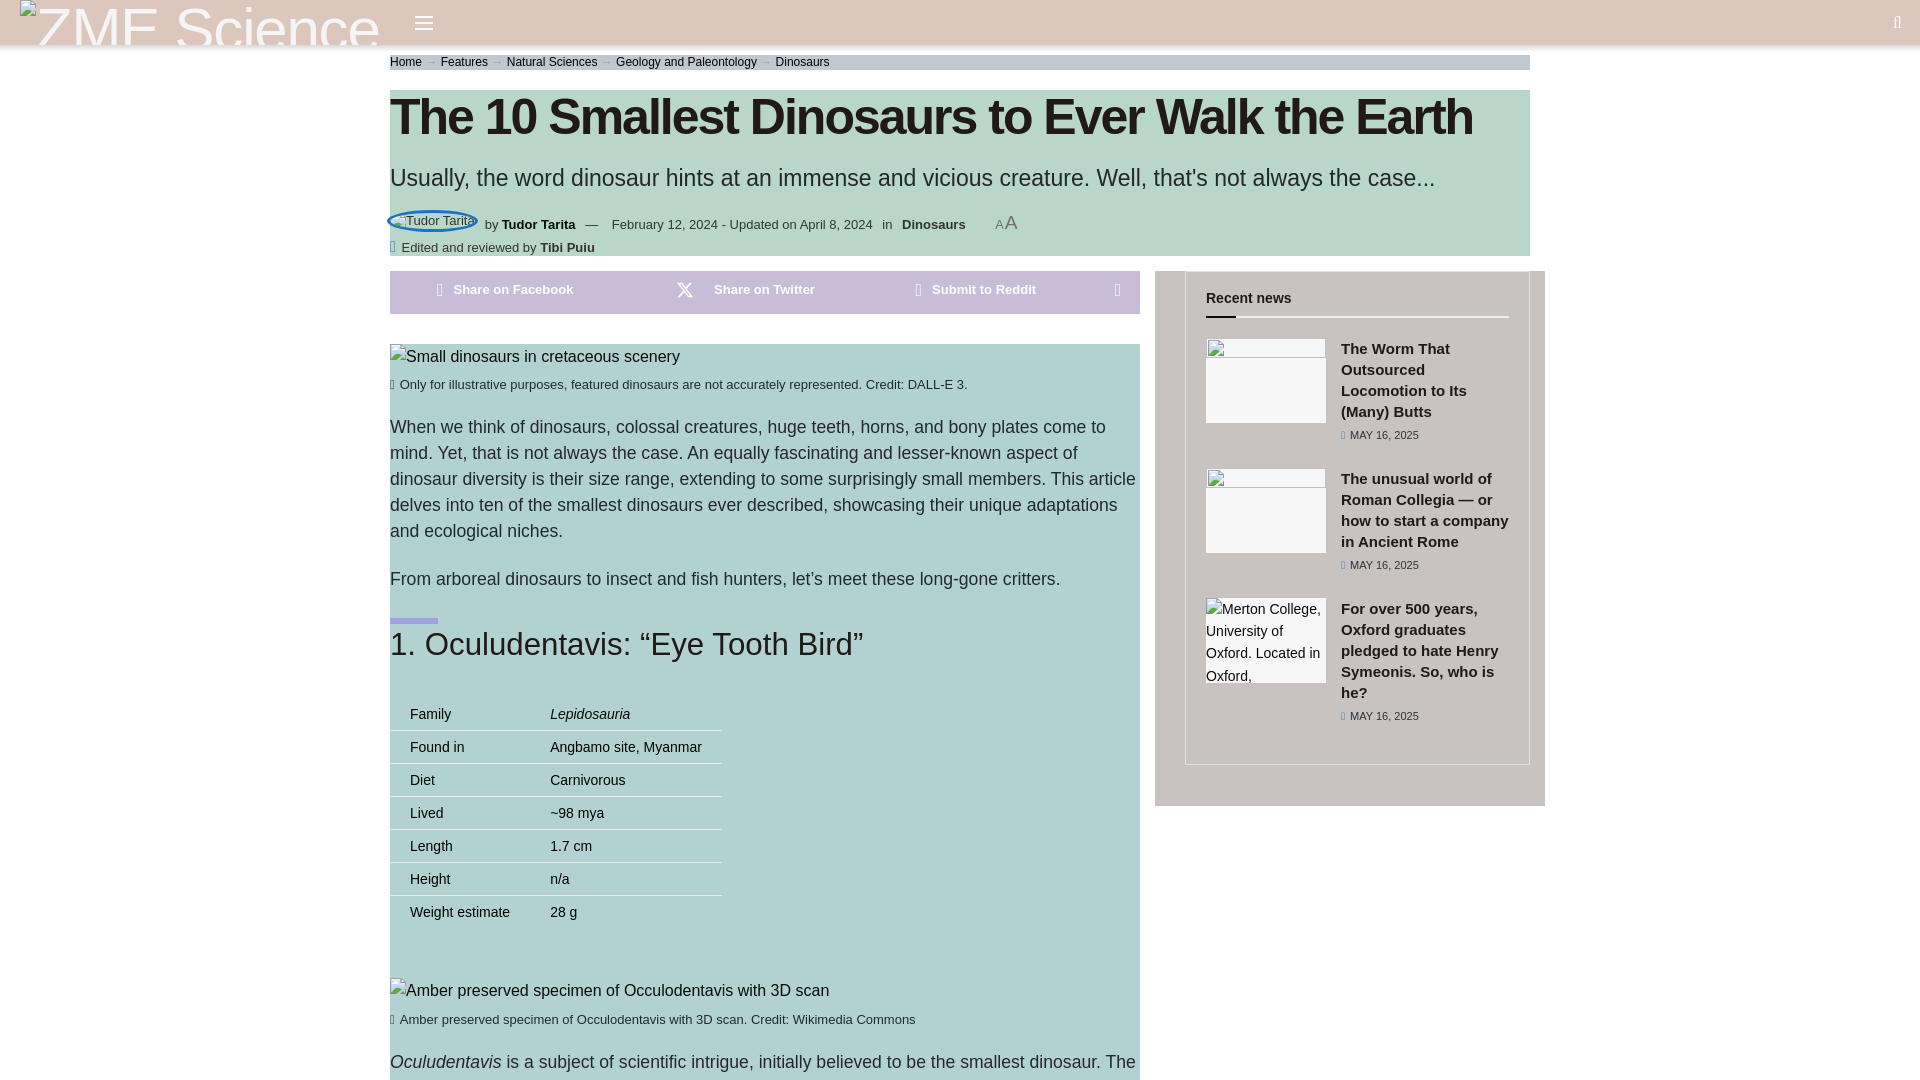 ZME Science
Home → Features → Natural Sciences → Geology and Paleontology → Dinosaurs
The 10 Smallest Dinosaurs to Ever Walk the Earth
Usually, the word dinosaur hints at an immense and vicious creature. Well, that's not always the case...
Tudor Tarita by Tudor Tarita — February 12, 2024 - Updated on April 8, 2024 in Dinosaurs A A
Edited and reviewed by Tibi Puiu
Share on Facebook Share on Twitter Submit to Reddit
Small dinosaurs in cretaceous scenery
Only for illustrative purposes, featured dinosaurs are not accurately represented. Credit: DALL-E 3.
When we think of dinosaurs, colossal creatures, huge teeth, horns, and bony plates come to
mind. Yet, that is not always the case. An equally fascinating and lesser-known aspect of
dinosaur diversity is their size range, extending to some surprisingly small members. This article
delves into ten of the smallest dinosaurs ever described, showcasing their unique adaptations
and ecological niches.
From arboreal dinosaurs to insect and fish hunters, let’s meet these long-gone critters.
1. Oculudentavis: “Eye Tooth Bird”
Family Lepidosauria
Found in Angbamo site, Myanmar
Diet Carnivorous
Lived ~98 mya
Length 1.7 cm
Height n/a
Weight estimate 28 g
Amber preserved specimen of Occulodentavis with 3D scan
Amber preserved specimen of Occulodentavis with 3D scan. Credit: Wikimedia Commons
Oculudentavis is a subject of scientific intrigue, initially believed to be the smallest dinosaur. The
Recent news
The Worm That
Outsourced
Locomotion to Its
(Many) Butts
MAY 16, 2025
The unusual world of
Roman Collegia — or
how to start a company
in Ancient Rome
MAY 16, 2025
Merton College,
University of
Oxford. Located in
Oxford,
For over 500 years,
Oxford graduates
pledged to hate Henry
Symeonis. So, who is
he?
MAY 16, 2025